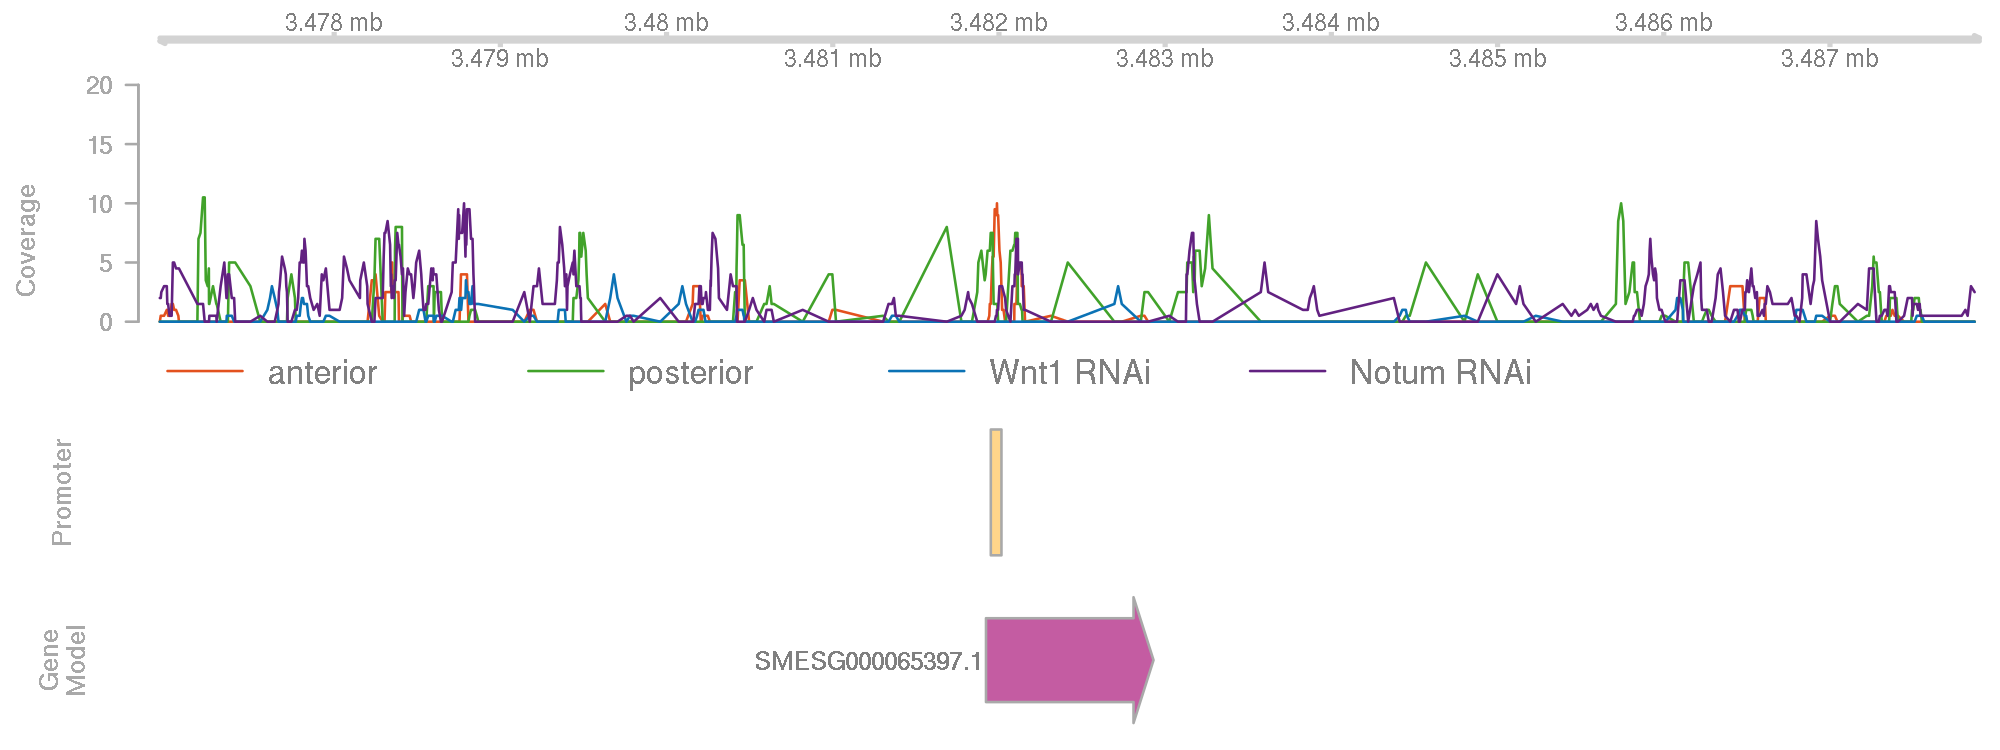 3.478 mb 3.48 mb 3.482 mb 3.484 mb 3.486 mb
3.479 mb 3.481 mb 3.483 mb 3.485 mb 3.487 mb
20
15
10
5
0
Coverage
anterior posterior Wnt1 RNAi Notum RNAi
Promoter
Gene
Model
SMESG000065397.1